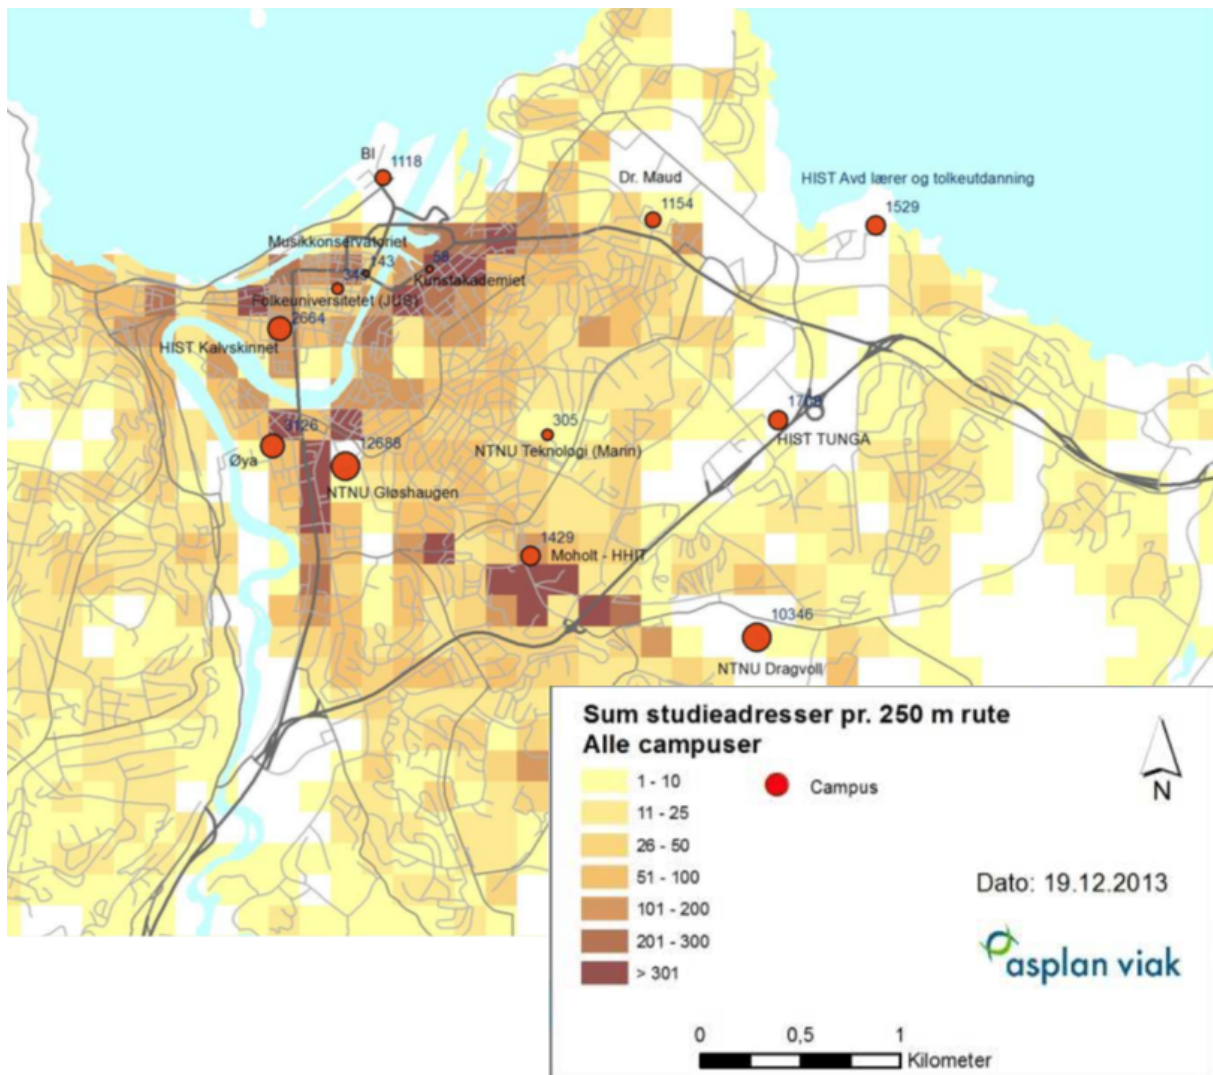 BI
1118
Dr. Maud
1154
HIST Avd lærer og tolkeutdanning
1529
Musikkonservatoriet
143
58
Kunstakademiet
Folkeuniversitetet (JUS)
2664
HIST Kalvskinnet
305
NTNU Teknologi (Marin)
HIST TUNGA
3126
Øya
12688
NTNU Gløshaugen
1429
Moholt - HHIT
10346
NTNU Dragvoll
Sum studieadresser pr. 250 m rute
Alle campuser
1 - 10
11 - 25
26 - 50
51 - 100
101 - 200
201 - 300
> 301
Campus
N
Dato: 19.12.2013
asplan viak
0 0,5 1
Kilometer